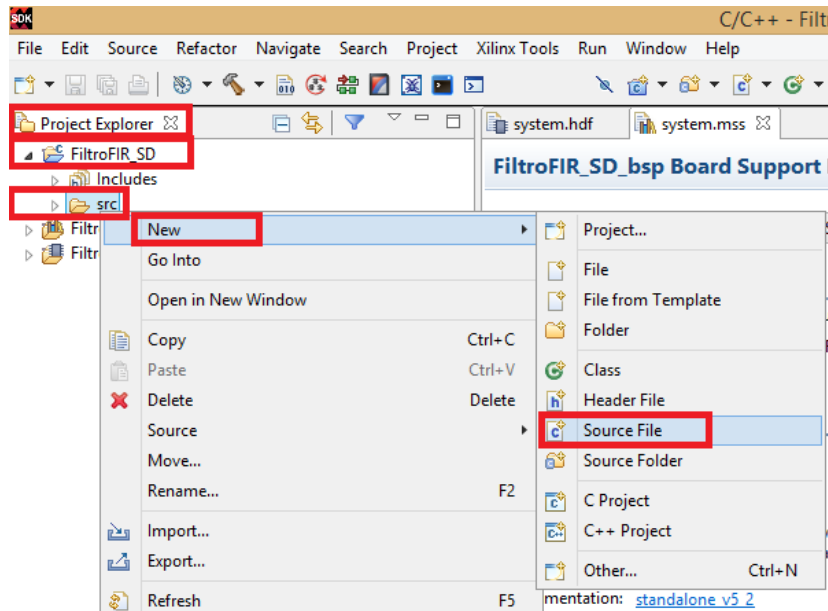 SDK
C/C++ - Filt
File Edit Source Refactor Navigate Search Project Xilinx Tools Run Window Help
Project Explorer
system.hdf system.mss
FiltroFIR_SD
FiltroFIR_SD_bsp Board Support
Includes
src
Filtr
Filtr
New
Go Into
Open in New Window
Copy Ctrl+C
Paste Ctrl+V
Delete Delete
Source
Move...
Rename... F2
Import...
Export...
Refresh F5
Project...
File
File from Template
Folder
Class
Header File
Source File
Source Folder
C Project
C++ Project
Other... Ctrl+N
mentation: standalone_v5_2